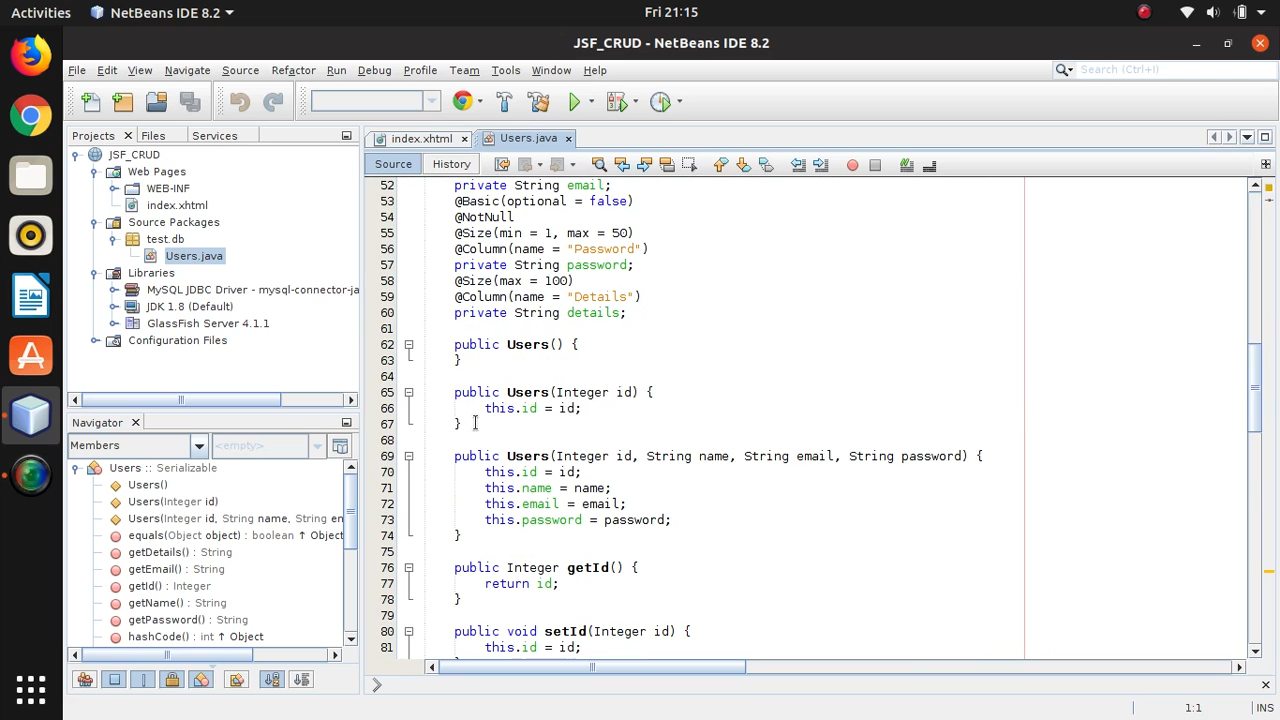 Activities
NetBeans IDE 8.2
Fri 21:15
JSF_CRUD - NetBeans IDE 8.2
File Edit View Navigate Source Refactor Run Debug Profile Team Tools Window Help
Search (Ctrl+I)
Projects Files Services
JSF_CRUD
Web Pages
WEB-INF
index.xhtml
Source Packages
test.db
Users.java
Libraries
MySQL JDBC Driver - mysql-connector-ja
JDK 1.8 (Default)
GlassFish Server 4.1.1
Configuration Files
Navigator
Members
<empty>
Users :: Serializable
Users()
Users(Integer id)
Users(Integer id, String name, String en
equals(Object object) : boolean ↑ Object
getDetails() : String
getEmail() : String
getId() : Integer
getName() : String
getPassword() : String
hashCode() : int ↑ Object
index.xhtml
Users.java
Source History
52 private String email;
53 @Basic(optional = false)
54 @NotNull
55 @Size(min = 1, max = 50)
56 @Column(name = "Password")
57 private String password;
58 @Size(max = 100)
59 @Column(name = "Details")
60 private String details;
61
62 public Users() {
63 }
64
65 public Users(Integer id) {
66 this.id = id;
67 }
68
69 public Users(Integer id, String name, String email, String password) {
70 this.id = id;
71 this.name = name;
72 this.email = email;
73 this.password = password;
74 }
75
76 public Integer getId() {
77 return id;
78 }
79
80 public void setId(Integer id) {
81 this.id = id;
1:1
INS